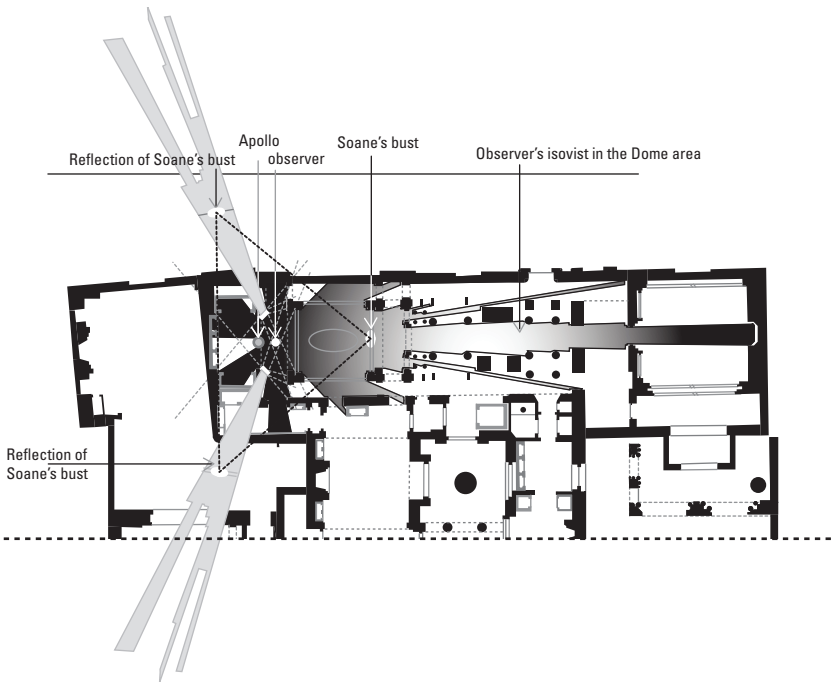 Apollo
Soane's bust
Reflection of Soane's bust
observer
Observer's isovist in the Dome area
Reflection of
Soane's bust